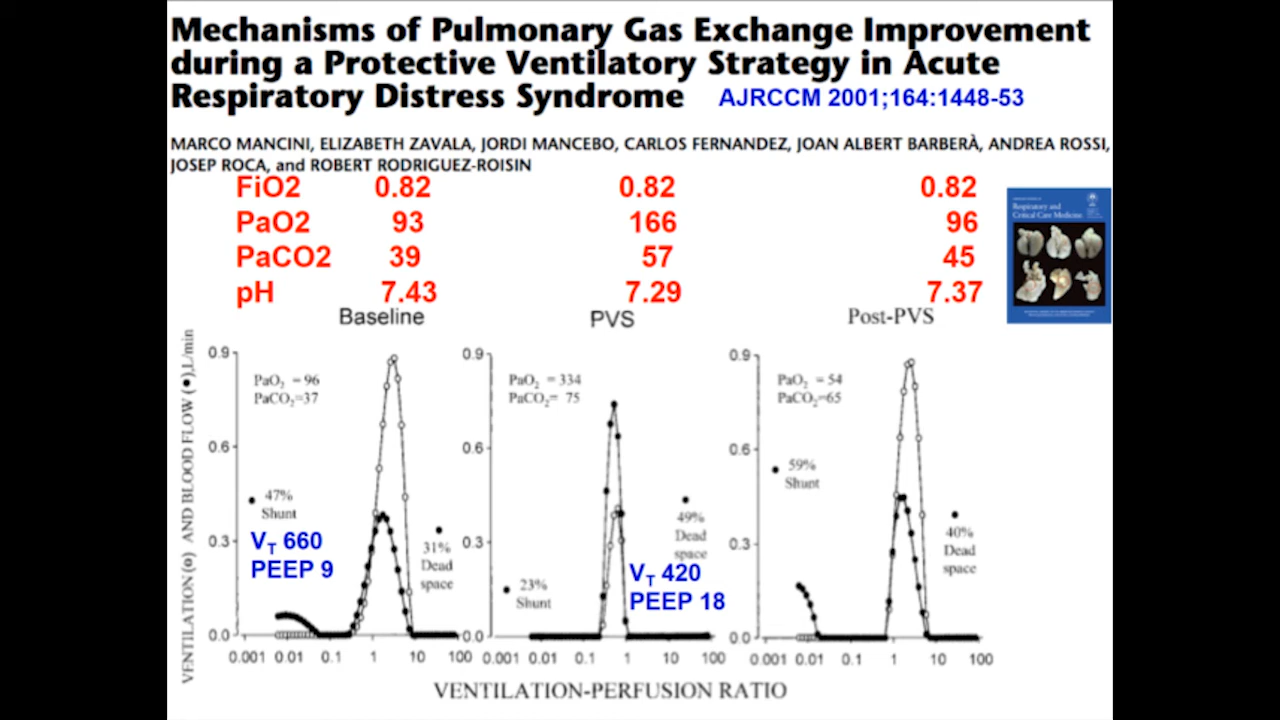 Mechanisms of Pulmonary Gas Exchange Improvement
during a Protective Ventilatory Strategy in Acute
Respiratory Distress Syndrome AJRCCM 2001;164:1448-53
MARCO MANCINI, ELIZABETH ZAVALA, JORDI MANCEBO, CARLOS FERNANDEZ, JOAN ALBERT BARBERÀ, ANDREA ROSSI,
JOSEP ROCA, and ROBERT RODRIGUEZ-ROISIN
FiO2 0.82 0.82 0.82
PaO2 93 166 96
PaCO2 39 57 45
pH 7.43 7.29 7.37
Respiratory and
Critical Care Medicine
Baseline PVS Post-PVS
VENTILATION (o) AND BLOOD FLOW (●),L/min
0.9
0.6
0.3
0.0
PaO2 = 96
PaCO2=37
47%
Shunt
VT 660
PEEP 9
31%
Dead
space
0.001 0.01 0.1 1 10 100
0.9
0.6
0.3
0.0
PaO2 = 334
PaCO2= 75
49%
Dead
space
VT 420
PEEP 18
23%
Shunt
0.001 0.01 0.1 1 10 100
0.9
0.6
0.3
0.0
PaO2 = 54
PaCO2=65
59%
Shunt
40%
Dead
space
0.001 0.01 0.1 1 10 100
VENTILATION-PERFUSION RATIO